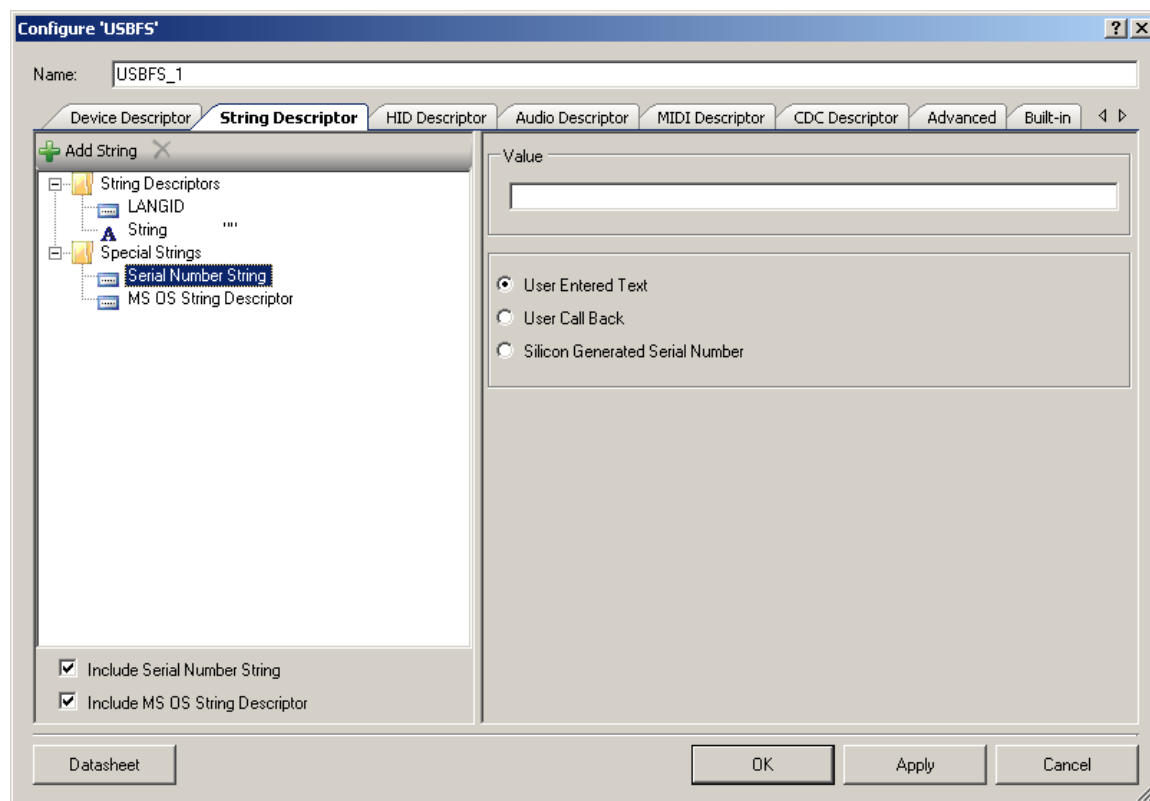 Configure 'USBFS'
Name: USBFS_1
Device Descriptor String Descriptor HID Descriptor Audio Descriptor MIDI Descriptor CDC Descriptor Advanced Built-in
Add String
String Descriptors
LANGID
String ""
Special Strings
Serial Number String
MS OS String Descriptor
Include Serial Number String
Include MS OS String Descriptor
Value
User Entered Text
User Call Back
Silicon Generated Serial Number
Datasheet OK Apply Cancel